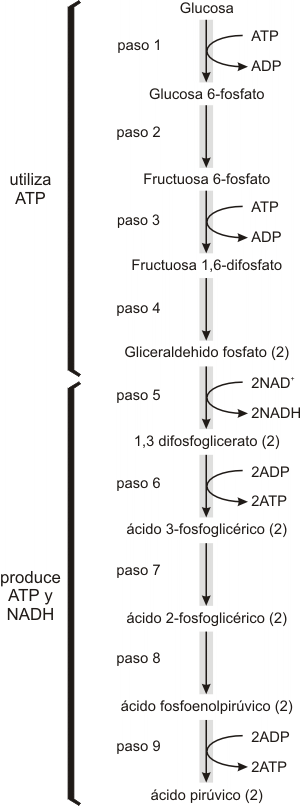 Glucosa
paso 1
ATP
ADP
Glucosa 6-fosfato
paso 2
utiliza
ATP
Fructuosa 6-fosfato
paso 3
ATP
ADP
Fructuosa 1,6-difosfato
paso 4
Gliceraldehido fosfato (2)
paso 5
2NAD⁺
2NADH
1,3 difosfoglicerato (2)
paso 6
2ADP
2ATP
ácido 3-fosfoglicérico (2)
paso 7
produce
ATP y
NADH
ácido 2-fosfoglicérico (2)
paso 8
ácido fosfoenolpirúvico (2)
paso 9
2ADP
2ATP
ácido pirúvico (2)